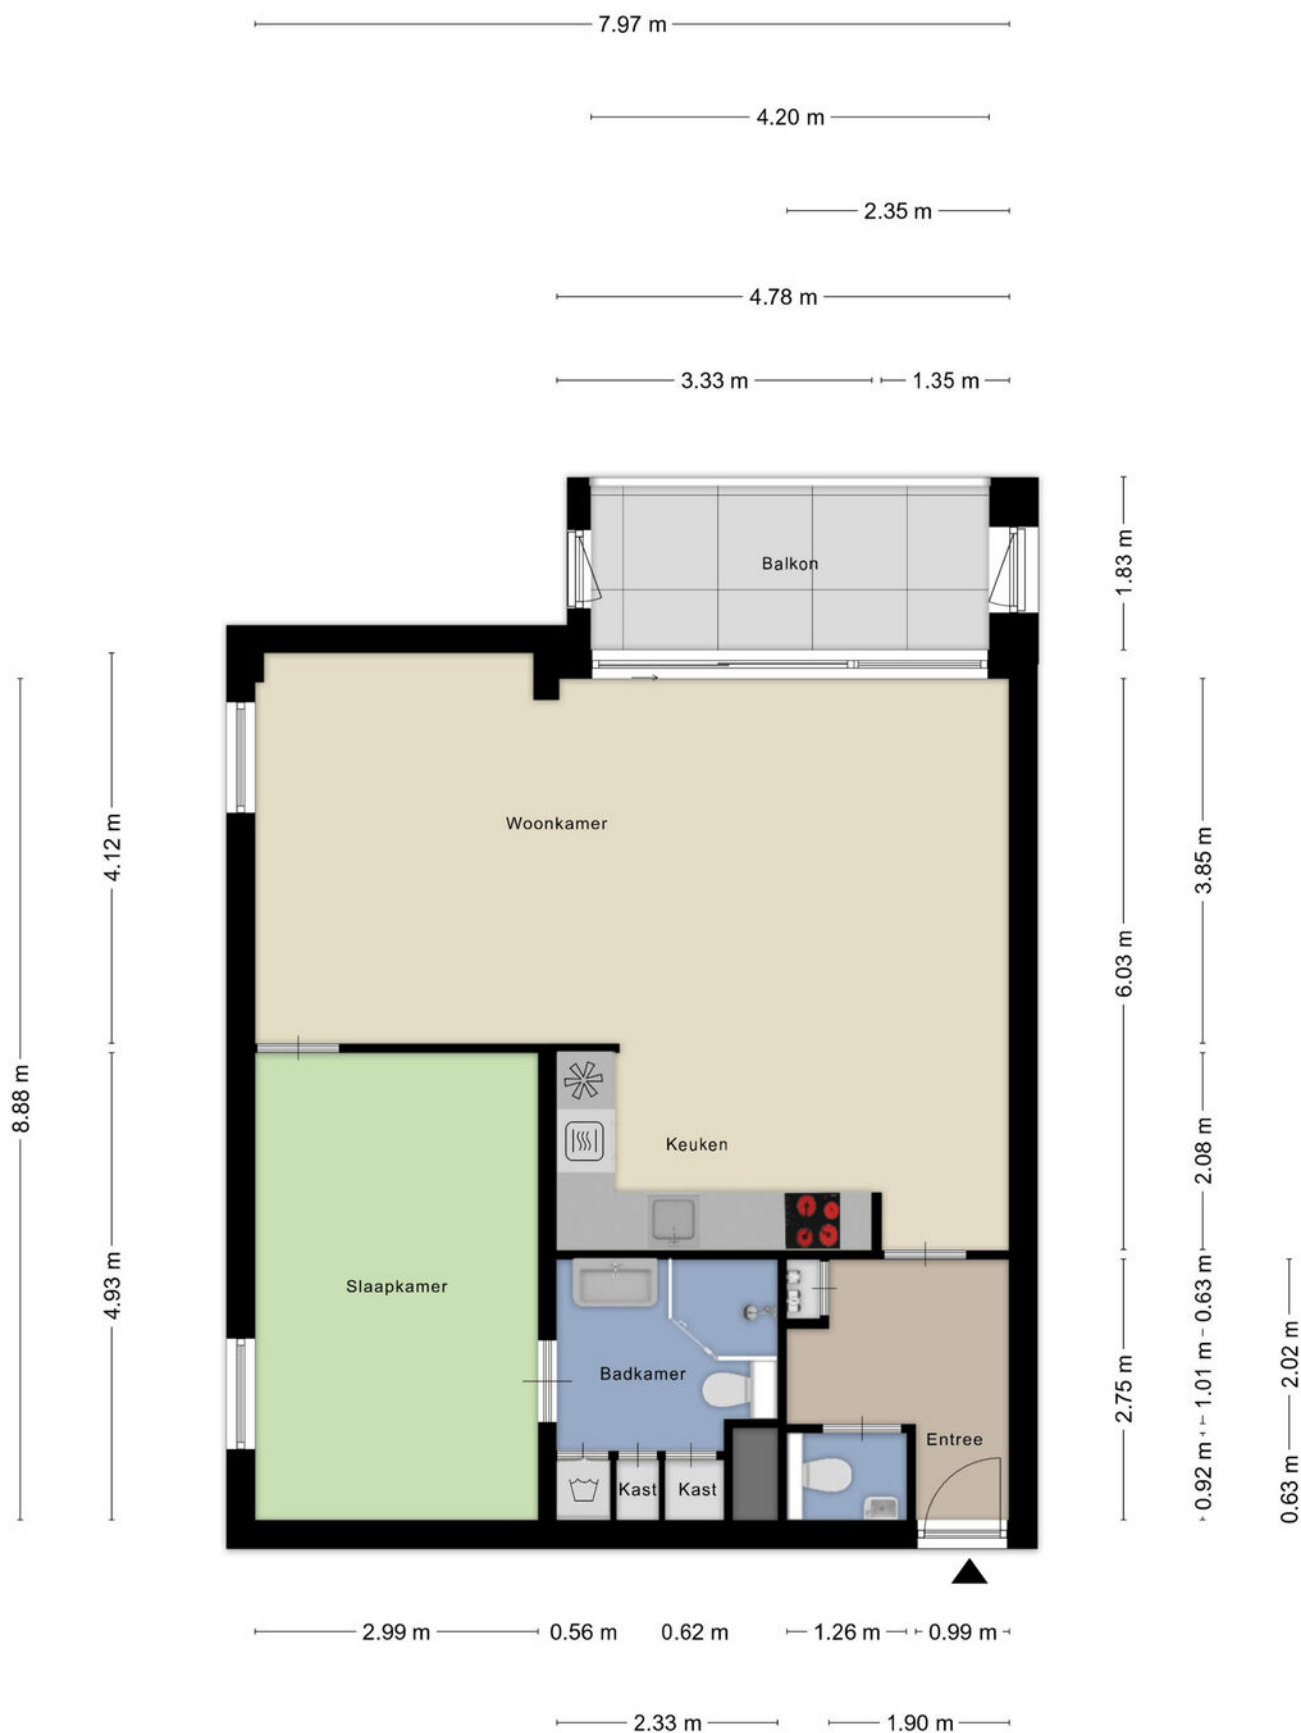 7.97 m
4.20 m
2.35 m
4.78 m
3.33 m
1.35 m
Balkon
1.83 m
Woonkamer
4.12 m
3.85 m
6.03 m
8.88 m
Keuken
2.08 m
Slaapkamer
4.93 m
0.63 m
Badkamer
1.01 m
2.02 m
2.75 m
Entree
0.92 m
Kast
Kast
0.63 m
2.99 m
0.56 m
0.62 m
1.26 m
0.99 m
2.33 m
1.90 m